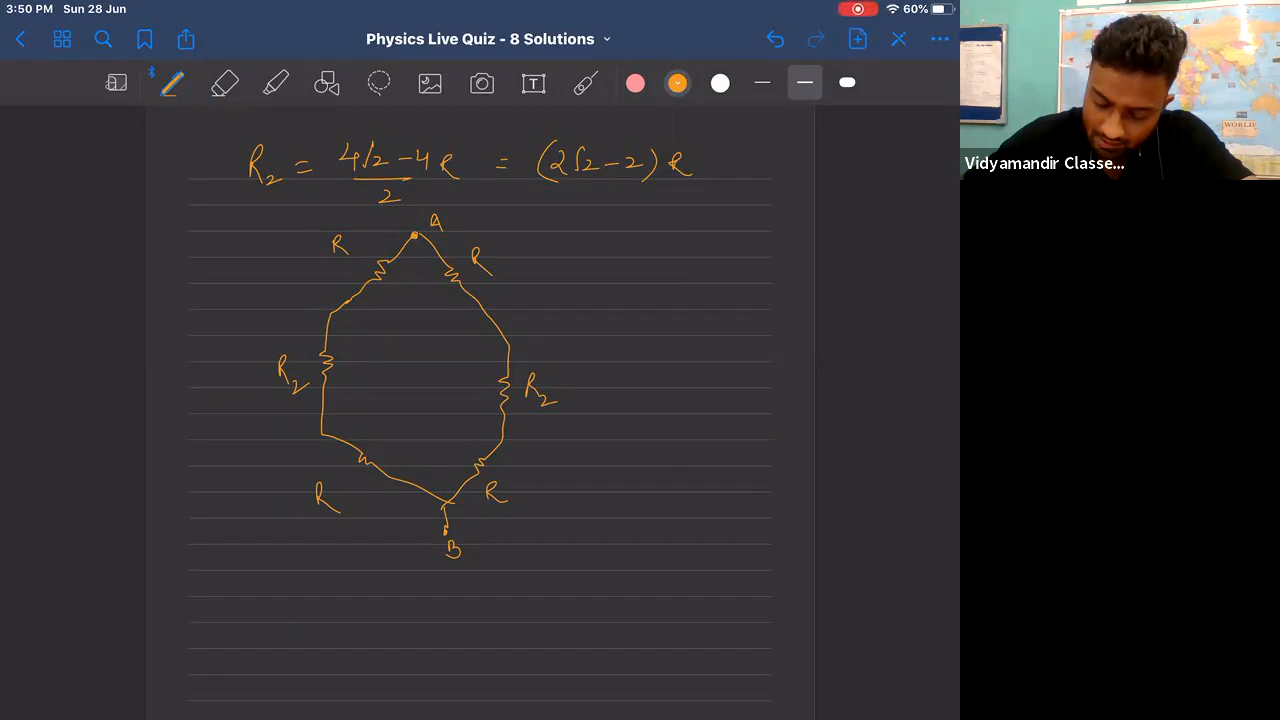 3:50 PM Sun 28 Jun
60%
Physics Live Quiz - 8 Solutions
T
R₂ = (4√2 - 4)/2 R = (2√2 - 2) R
A
R
R
R₂
R₂
R
R
B
WORLD
Vidyamandir Classe...